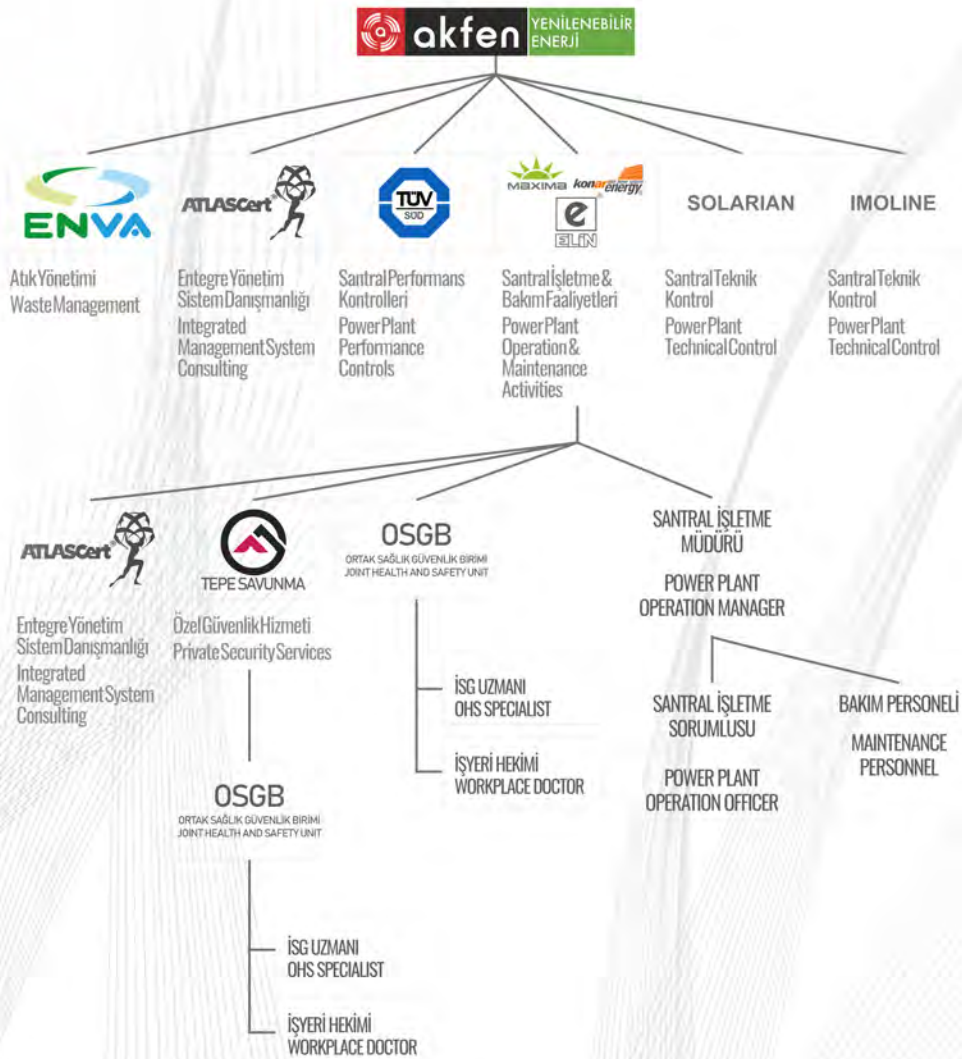 akfen YENİLENEBİLİR
ENERJİ
ENVA
Atık Yönetimi
Waste Management
ATLASCert
Entegre Yönetim
Sistem Danışmanlığı
Integrated
Management System
Consulting
TÜV
SÜD
Santral Performans
Kontrolleri
Power Plant
Performance
Controls
MAXIMA konarenergy
e
ELİN
Santral İşletme &
Bakım Faaliyetleri
Power Plant
Operation &
Maintenance
Activities
SOLARIAN
Santral Teknik
Kontrol
Power Plant
Technical Control
IMOLINE
Santral Teknik
Kontrol
Power Plant
Technical Control
ATLASCert
Entegre Yönetim
Sistem Danışmanlığı
Integrated
Management System
Consulting
TEPE SAVUNMA
Özel Güvenlik Hizmeti
Private Security Services
OSGB
ORTAK SAĞLIK GÜVENLİK BİRİMİ
JOINT HEALTH AND SAFETY UNIT
İSG UZMANI
OHS SPECIALIST
İŞYERİ HEKİMİ
WORKPLACE DOCTOR
OSGB
ORTAK SAĞLIK GÜVENLİK BİRİMİ
JOINT HEALTH AND SAFETY UNIT
İSG UZMANI
OHS SPECIALIST
İŞYERİ HEKİMİ
WORKPLACE DOCTOR
SANTRAL İŞLETME
MÜDÜRÜ
POWER PLANT
OPERATION MANAGER
SANTRAL İŞLETME
SORUMLUSU
POWER PLANT
OPERATION OFFICER
BAKIM PERSONELİ
MAINTENANCE
PERSONNEL